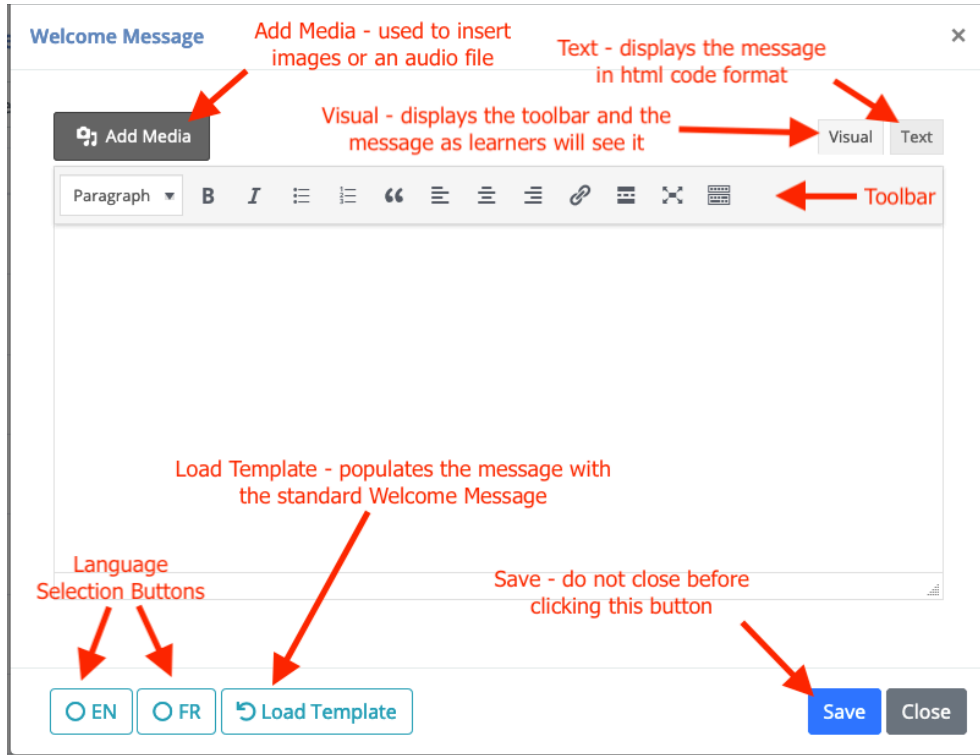 Welcome Message
Add Media - used to insert
images or an audio file
Text - displays the message
in html code format
Visual - displays the toolbar and the
message as learners will see it
Add Media
Visual
Text
Paragraph
B
I
Toolbar
Load Template - populates the message with
the standard Welcome Message
Language
Selection Buttons
Save - do not close before
clicking this button
EN
FR
Load Template
Save
Close